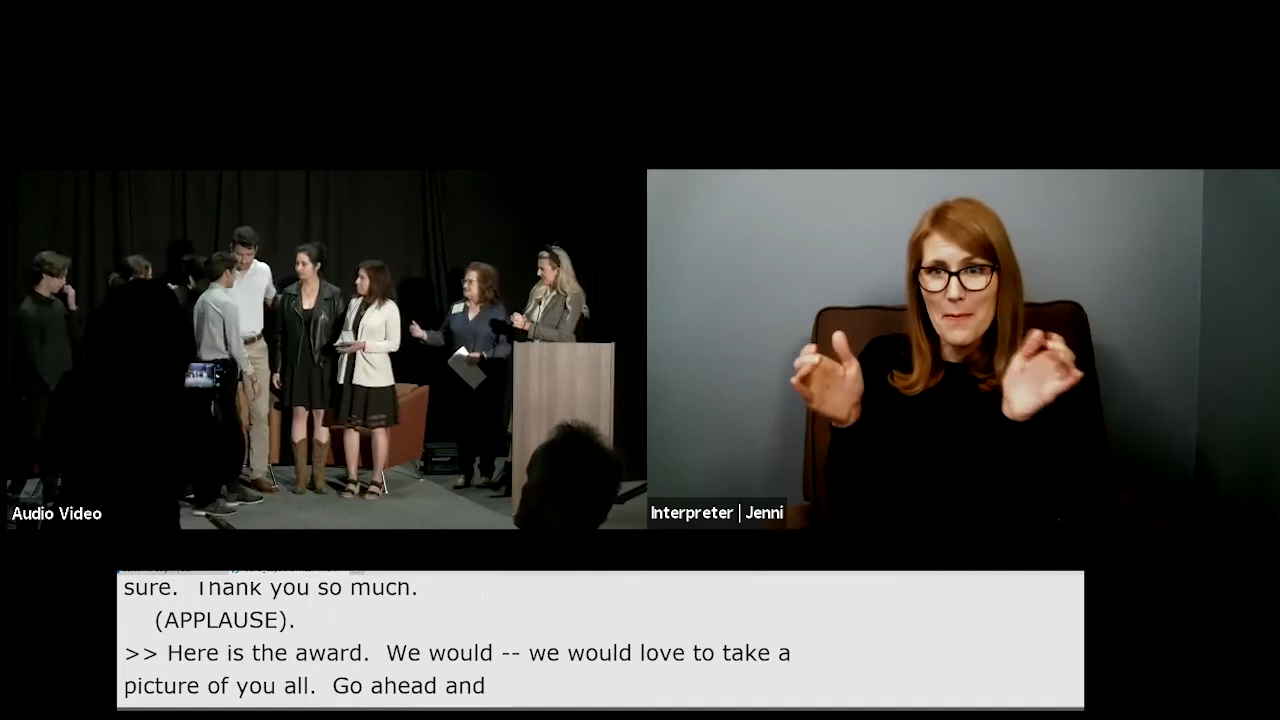 Audio Video
Interpreter | Jenni
sure.  Thank you so much.
(APPLAUSE).
>> Here is the award.  We would -- we would love to take a
picture of you all.  Go ahead and